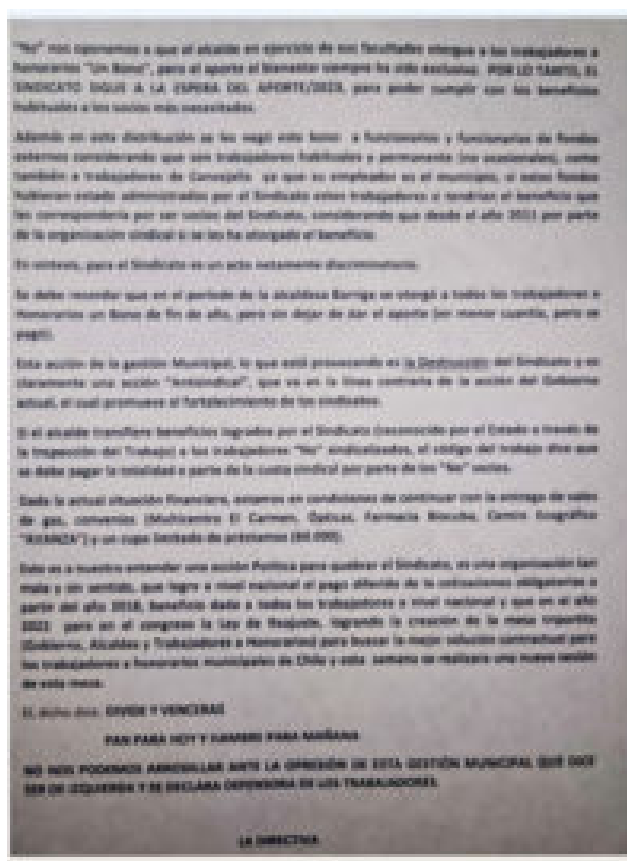 "No" nos oponemos a que el alcalde en ejercicio de sus facultades otorgue a los trabajadores a
honorarios "Un Bono", pero el aporte al bienestar siempre ha sido exclusivo. POR LO TANTO, EL
SINDICATO SIGUE A LA ESPERA DEL APORTE/2023, para poder cumplir con los beneficios
habituales a los socios más necesitados.
Además en esta distribución se les negó este bono a funcionarios y funcionarias de fondos
externos considerando que son trabajadores habituales y permanente (no ocasionales), como
también a trabajadores de Concejalía ya que su empleador es el municipio, si estos fondos
hubieran estado administrados por el Sindicato estos trabajadores si tendrían el beneficio que
les correspondería por ser socios del Sindicato, considerando que desde el año 2011 por parte
de la organización sindical si se les ha otorgado el beneficio.
En síntesis, para el Sindicato es un acto netamente discriminatorio.
Se debe recordar que en el periodo de la alcaldesa Barriga se otorgó a todos los trabajadores a
Honorarios un Bono de fin de año, pero sin dejar de dar el aporte (en menor cuantía, pero se
pagó).
Esta acción de la gestión Municipal, lo que está provocando es la Destrucción del Sindicato y es
claramente una acción "Antisindical", que va en la línea contraria de la acción del Gobierno
actual, el cual promueve el fortalecimiento de los sindicatos.
Si el alcalde transfiere beneficios logrados por el Sindicato (reconocido por el Estado a través de
la Inspección del Trabajo) a los trabajadores "No" sindicalizados, el código del trabajo dice que
se debe pagar la totalidad o parte de la cuota sindical por parte de los "No" socios.
Dada la actual situación financiera, estamos en condiciones de continuar con la entrega de vales
de gas, convenios (Multicentro El Carmen, Ópticas, Farmacia Biocuba, Centro Ecográfico
"AVANZA") y un cupo limitado de préstamos (60.000).
Esto es a nuestro entender una acción Política para quebrar el Sindicato, es una organización tan
mala y sin sentido, que logro a nivel nacional el pago diferido de la cotizaciones obligatorias a
partir del año 2018, beneficio dado a todos los trabajadores a nivel nacional y que en el año
para en el congreso la Ley de Reajuste, logrando la creación de la mesa tripartita
(Gobierno, Alcaldes y Trabajadores a Honorarios) para buscar la mejor solución contractual para
los trabajadores a honorarios municipales de Chile y esta semana se realizara una nueva sesión
de esta mesa.
EL dicho dice: DIVIDE Y VENCERAS
PAN PARA HOY Y HAMBRE PARA MAÑANA
NO NOS PODEMOS ARRODILLAR ANTE LA OPRESIÓN DE ESTA GESTIÓN MUNICIPAL QUE DICE
SER DE IZQUIERDA Y SE DECLARA DEFENSORA DE LOS TRABAJADORES.
LA DIRECTIVA